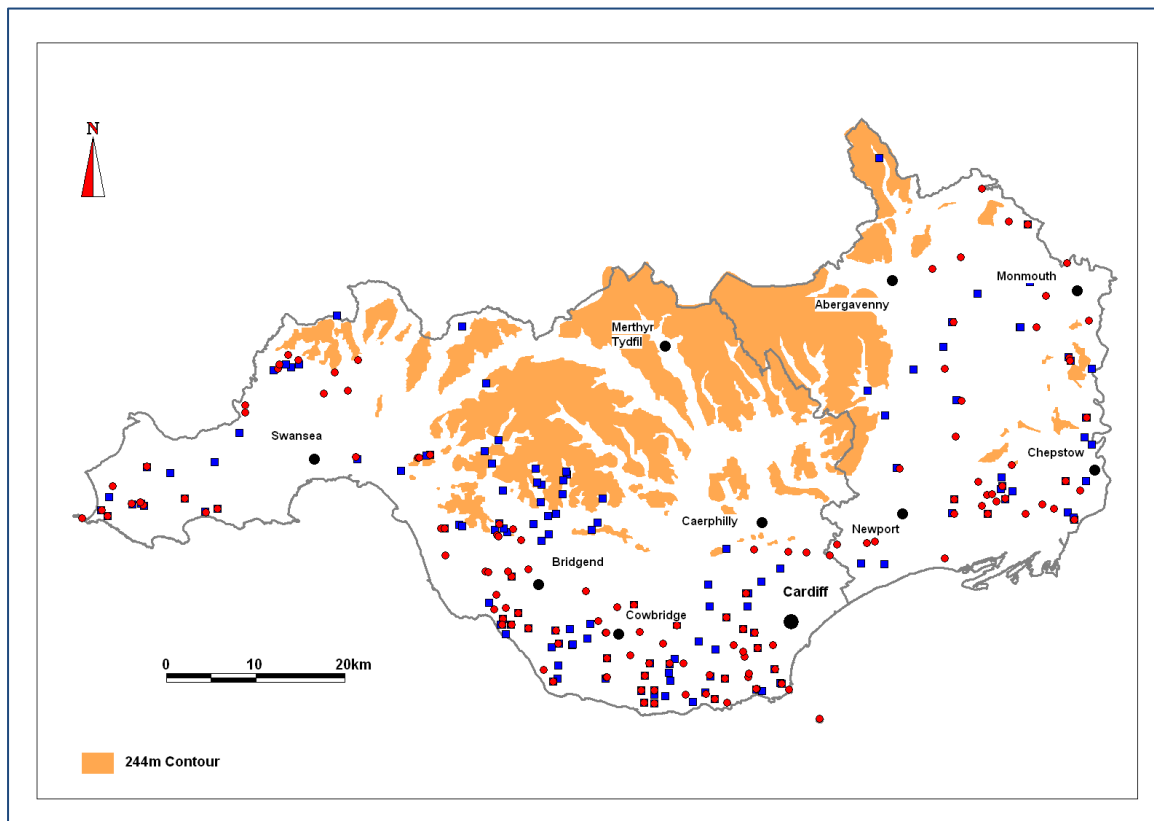 N
Monmouth
Abergavenny
Merthyr
Tydfil
Swansea
Chepstow
Caerphilly
Newport
Bridgend
Cardiff
Cowbridge
0 10 20km
244m Contour